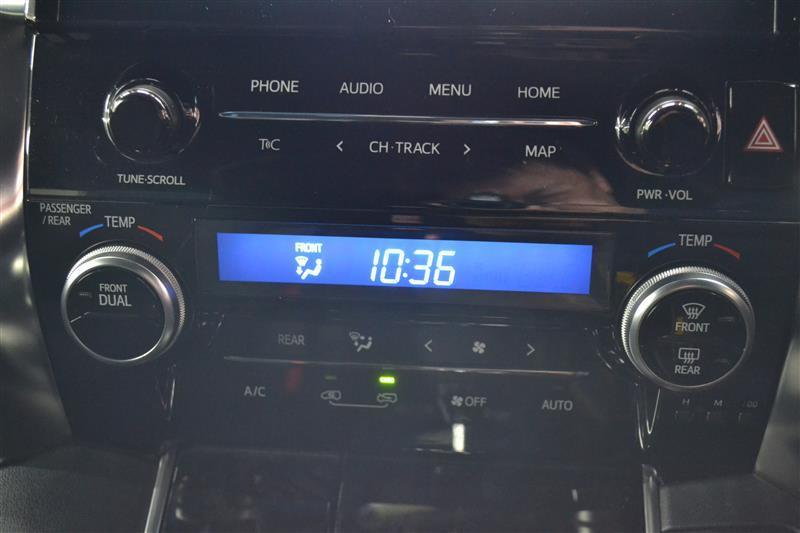 PHONE AUDIO MENU HOME
T CH·TRACK MAP
TUNE·SCROLL PWR·VOL
PASSENGER
/REAR TEMP TEMP
FRONT 10:36
FRONT
DUAL
FRONT
REAR
REAR
A/C OFF AUTO
H M :00